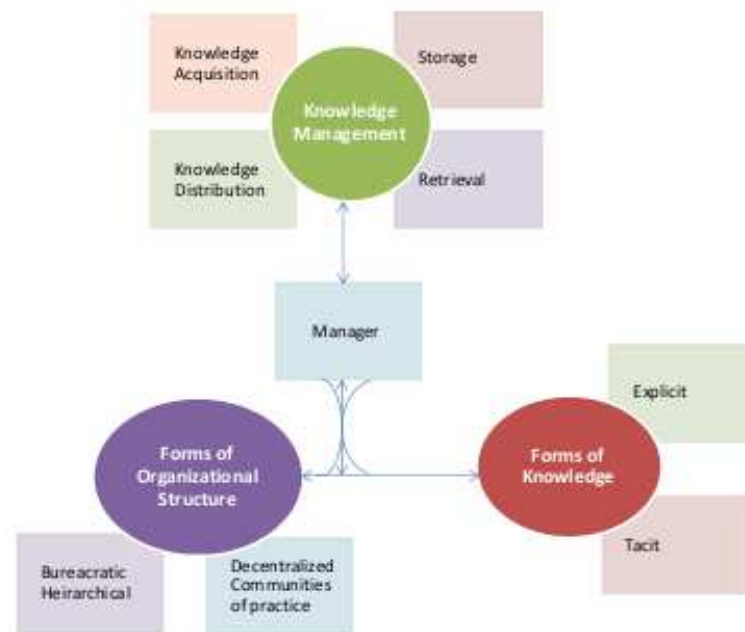 Knowledge
Acquisition
Storage
Knowledge
Management
Knowledge
Distribution
Retrieval
Manager
Explicit
Forms of
Organizational
Structure
Forms of
Knowledge
Tacit
Bureacratic
Heirarchical
Decentralized
Communities
of practice